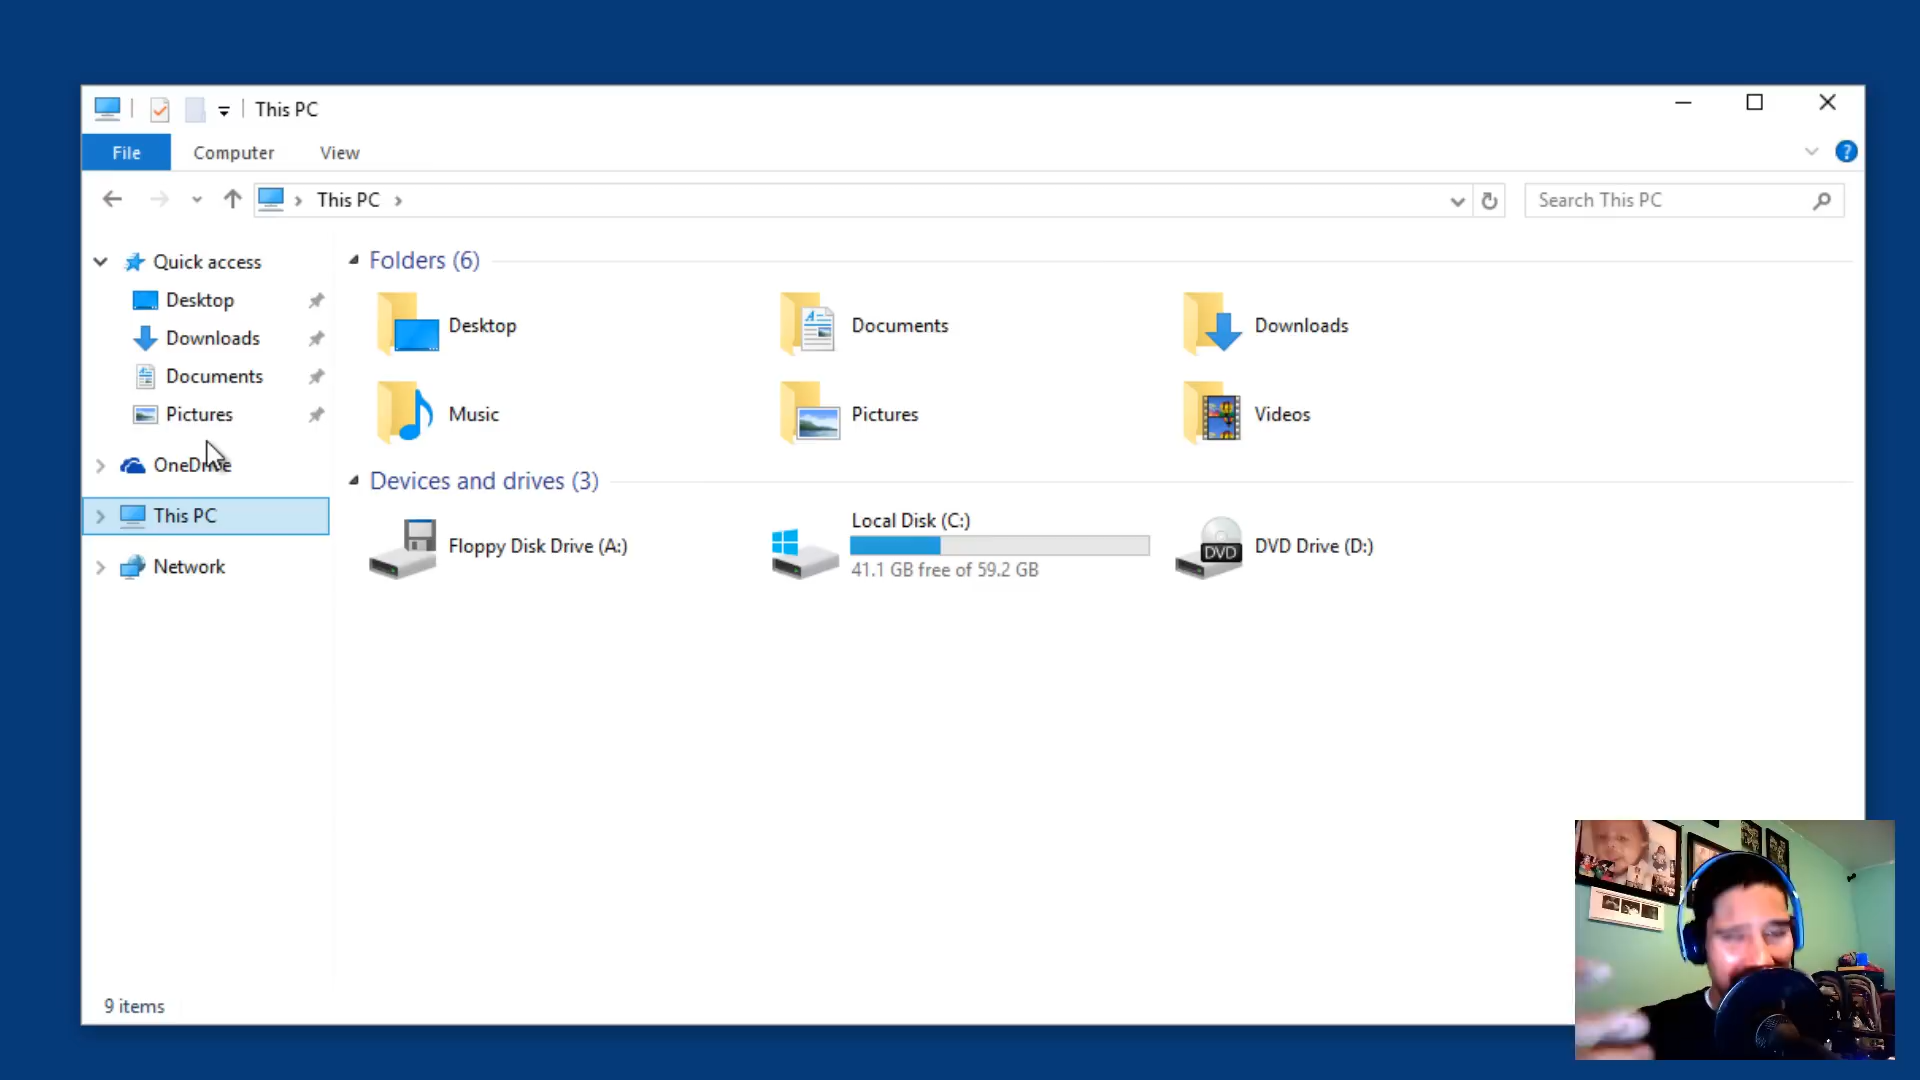 This PC
File Computer View
This PC
Search This PC
Quick access
Desktop
Downloads
Documents
Pictures
OneDrive
This PC
Network
Folders (6)
Desktop
Documents
Downloads
Music
Pictures
Videos
Devices and drives (3)
Floppy Disk Drive (A:)
Local Disk (C:)
41.1 GB free of 59.2 GB
DVD
DVD Drive (D:)
9 items